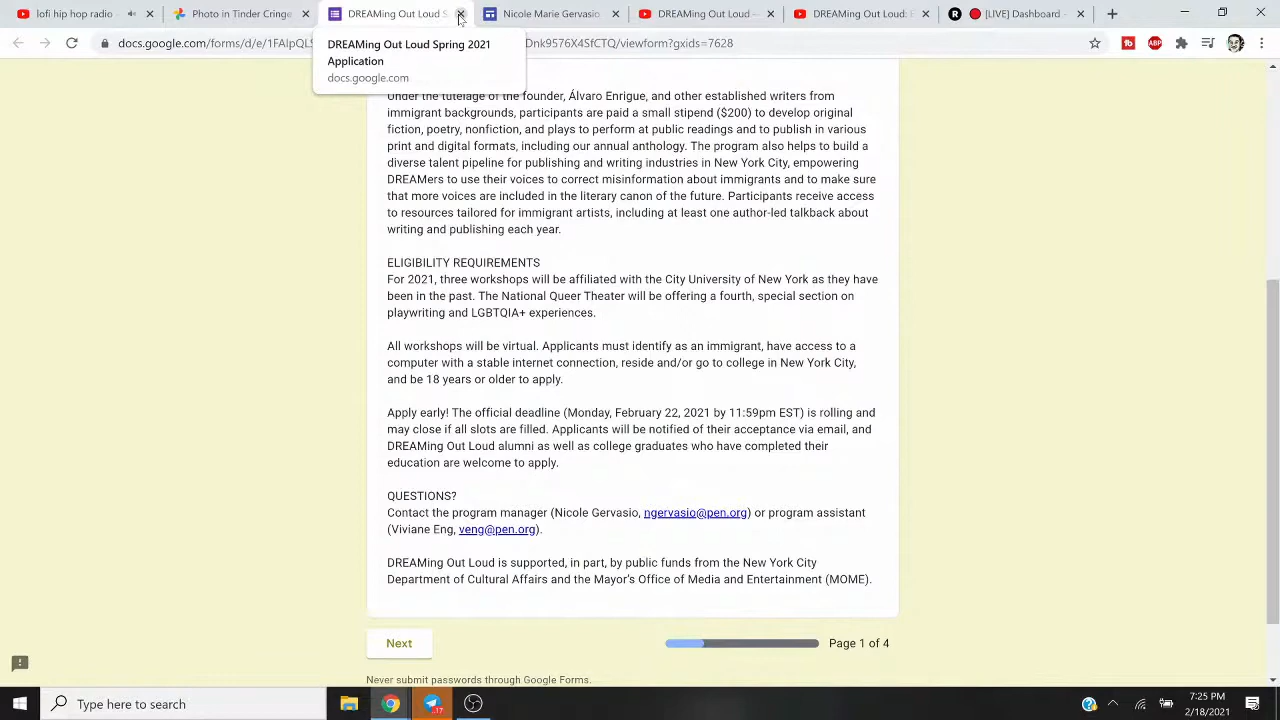 lofi hip hop radio
Photos - Tinder Cringe
DREAMing Out Loud S
Nicole Marie Gervasio
DREAMing Out Loud —
DREAMing Out Loud: E
[LIVE] Dashboard -
docs.google.com/forms/d/e/1FAIpQLS
Dnk9576X4SfCTQ/viewform?gxids=7628
DREAMing Out Loud Spring 2021
Application
docs.google.com
Under the tutelage of the founder, Álvaro Enrigue, and other established writers from
immigrant backgrounds, participants are paid a small stipend ($200) to develop original
fiction, poetry, nonfiction, and plays to perform at public readings and to publish in various
print and digital formats, including our annual anthology. The program also helps to build a
diverse talent pipeline for publishing and writing industries in New York City, empowering
DREAMers to use their voices to correct misinformation about immigrants and to make sure
that more voices are included in the literary canon of the future. Participants receive access
to resources tailored for immigrant artists, including at least one author-led talkback about
writing and publishing each year.
ELIGIBILITY REQUIREMENTS
For 2021, three workshops will be affiliated with the City University of New York as they have
been in the past. The National Queer Theater will be offering a fourth, special section on
playwriting and LGBTQIA+ experiences.
All workshops will be virtual. Applicants must identify as an immigrant, have access to a
computer with a stable internet connection, reside and/or go to college in New York City,
and be 18 years or older to apply.
Apply early! The official deadline (Monday, February 22, 2021 by 11:59pm EST) is rolling and
may close if all slots are filled. Applicants will be notified of their acceptance via email, and
DREAMing Out Loud alumni as well as college graduates who have completed their
education are welcome to apply.
QUESTIONS?
Contact the program manager (Nicole Gervasio, ngervasio@pen.org) or program assistant
(Viviane Eng, veng@pen.org).
DREAMing Out Loud is supported, in part, by public funds from the New York City
Department of Cultural Affairs and the Mayor's Office of Media and Entertainment (MOME).
Next
Page 1 of 4
Never submit passwords through Google Forms.
Type here to search
17
7:25 PM
2/18/2021